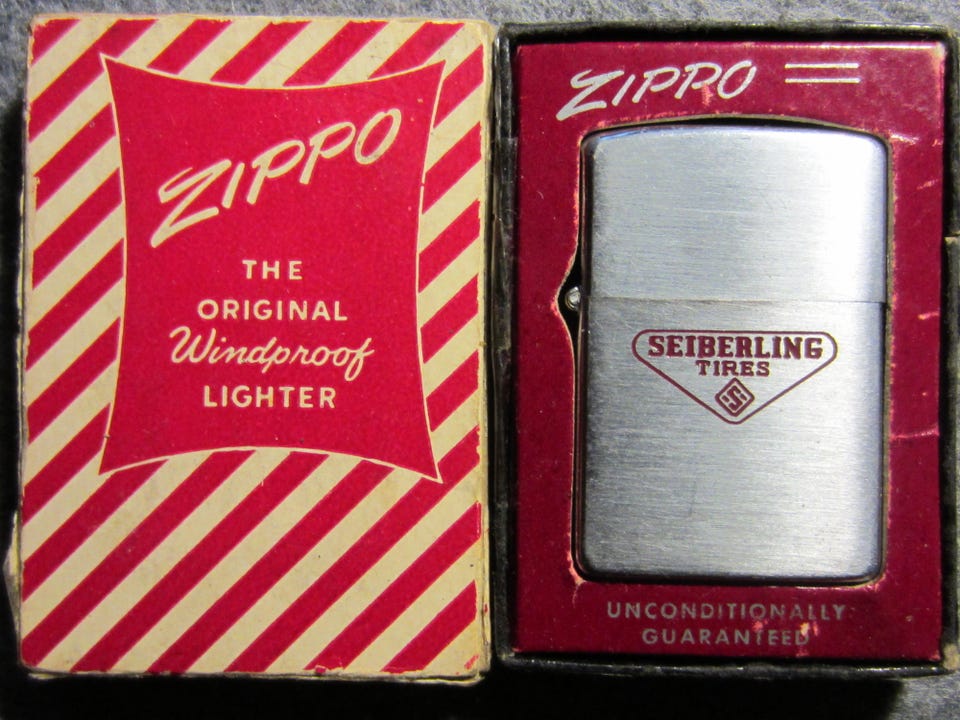 ZIPPO
THE
ORIGINAL
Windproof
LIGHTER
ZIPPO
SEIBERLING
TIRES
S
UNCONDITIONALLY
GUARANTEED